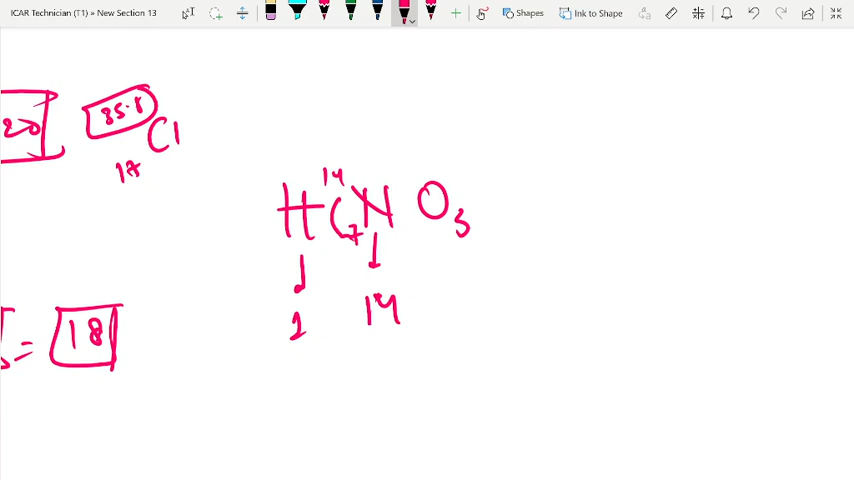 ICAR Technician (T1) » New Section 13
Shapes
Ink to Shape
20
35.5
Cl
17
14
H N O3
7
1 14
= 18